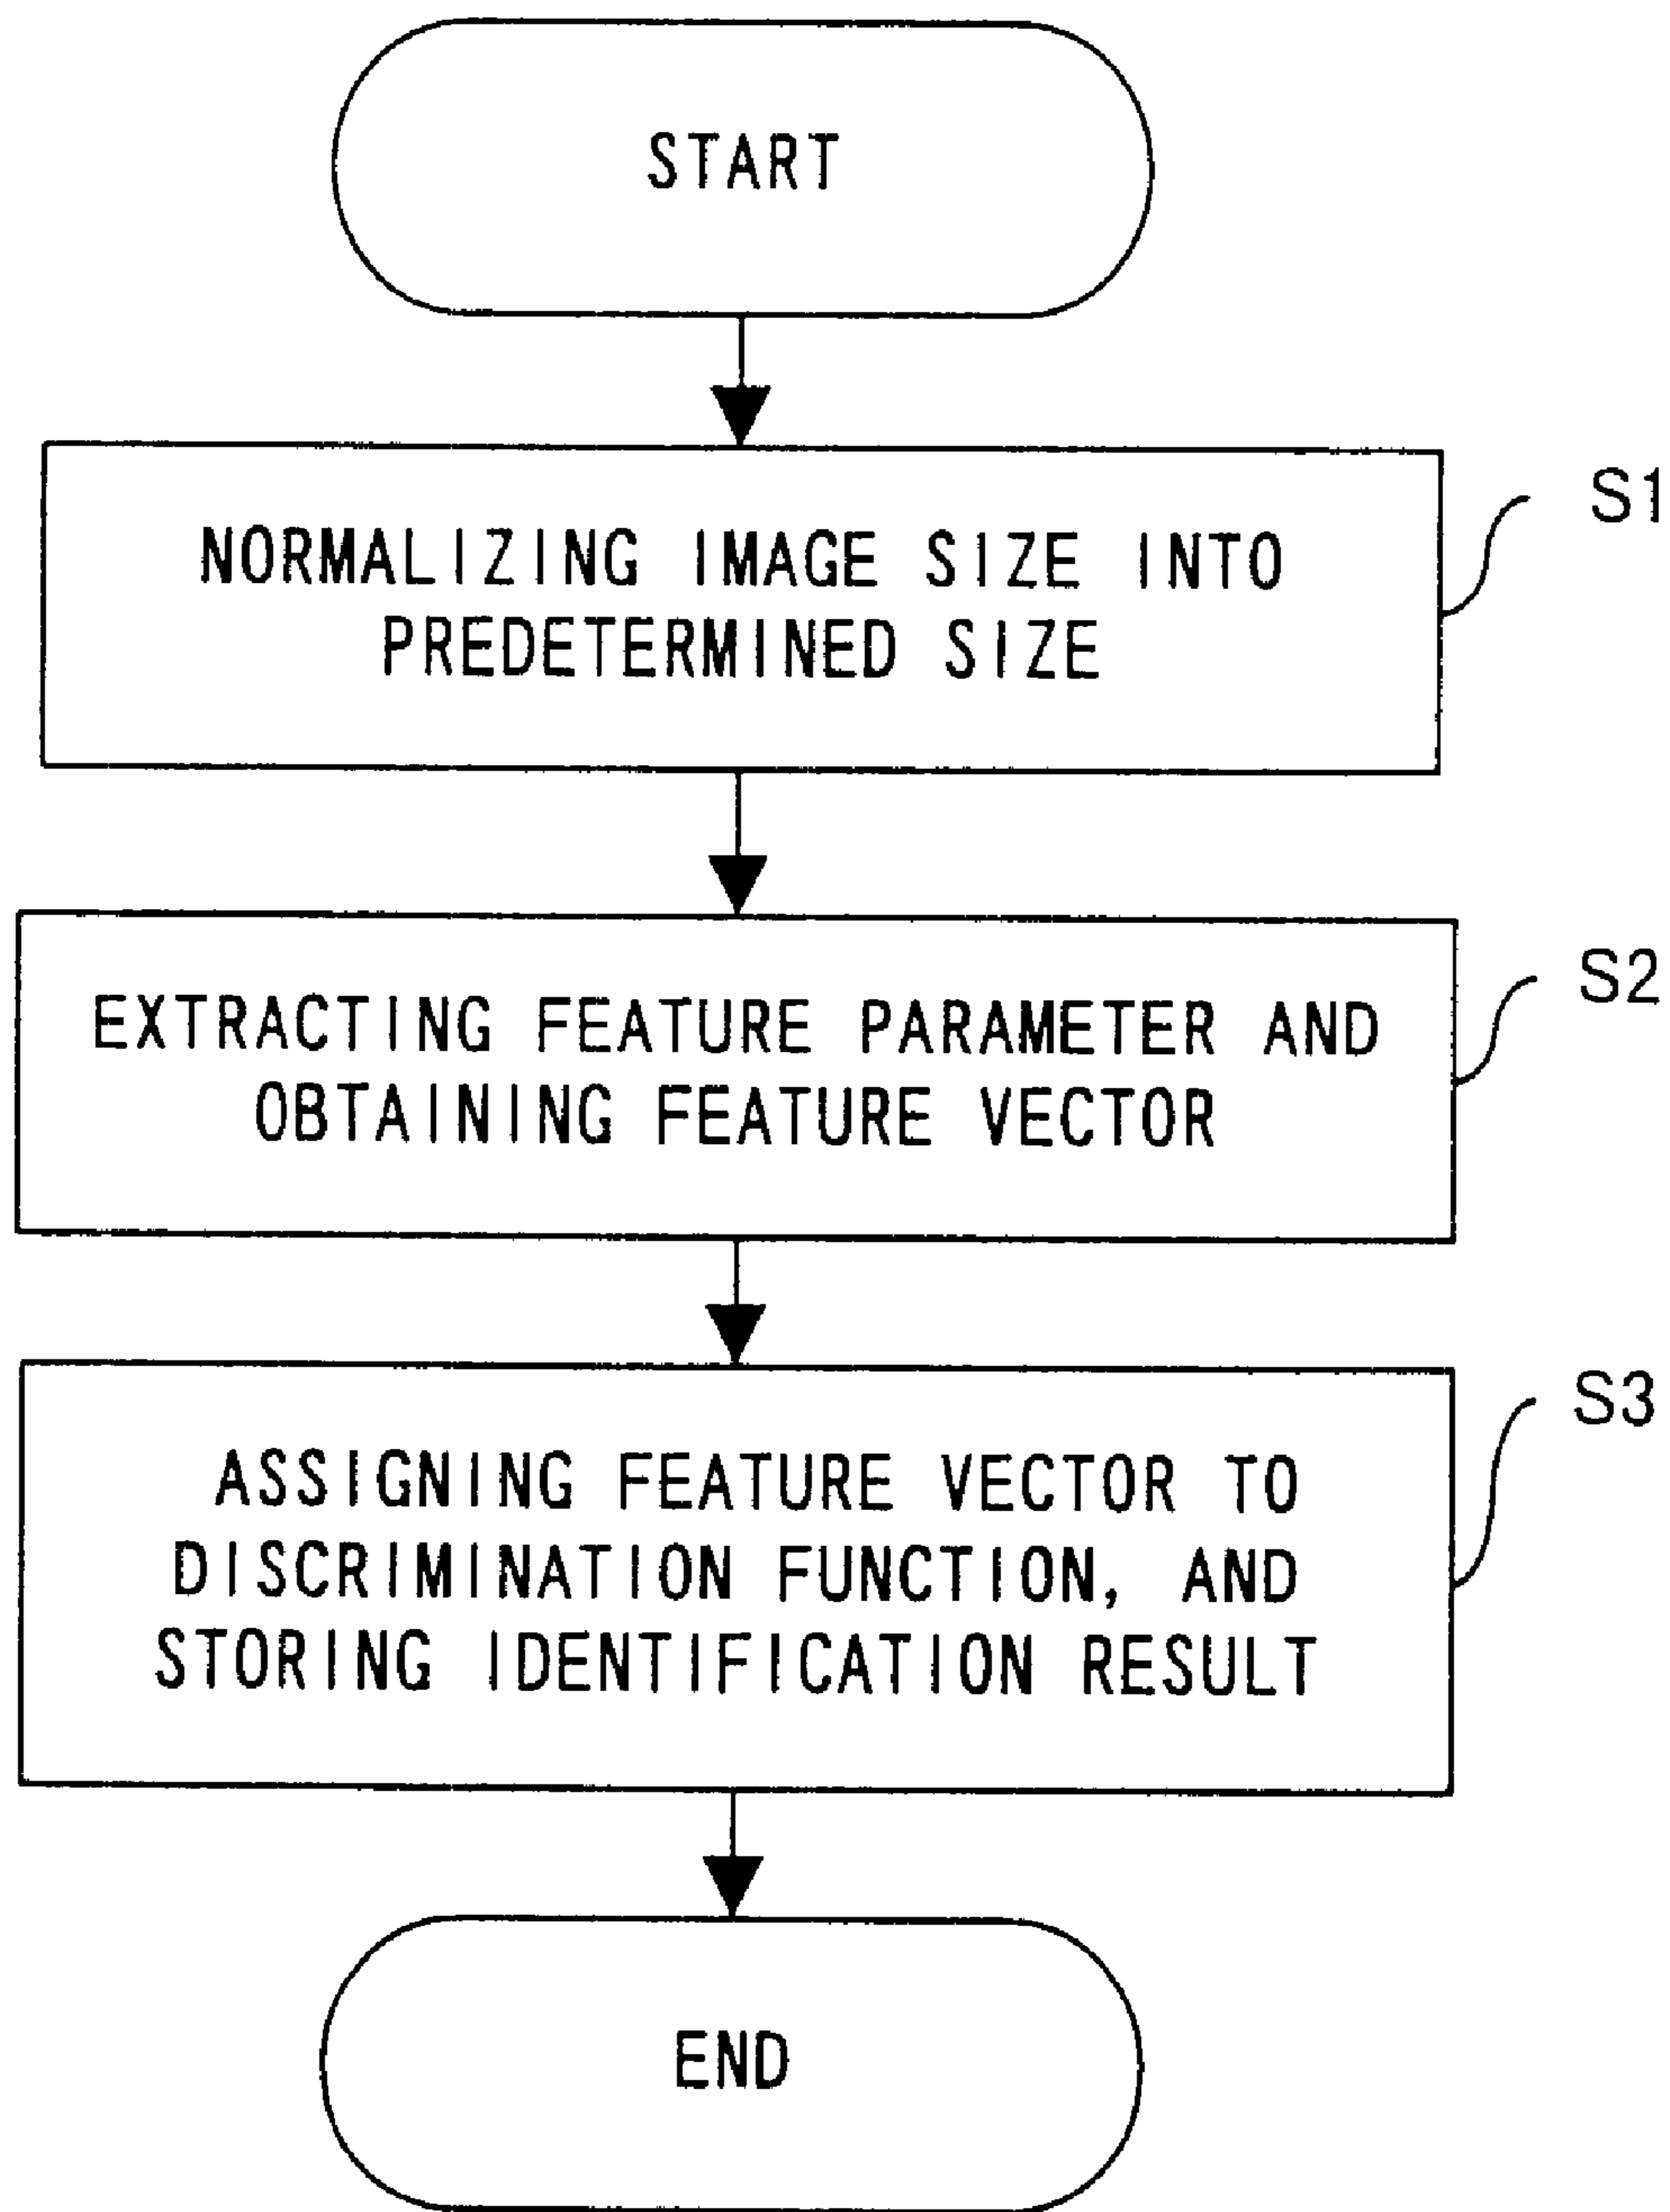 START
S1
NORMALIZING IMAGE SIZE INTO
PREDETERMINED SIZE
S2
EXTRACTING FEATURE PARAMETER AND
OBTAINING FEATURE VECTOR
S3
ASSIGNING FEATURE VECTOR TO
DISCRIMINATION FUNCTION, AND
STORING IDENTIFICATION RESULT
END